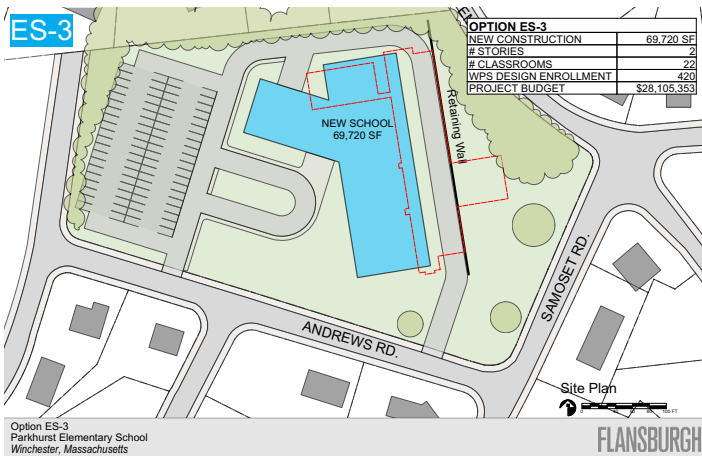 ES-3
OPTION ES-3
NEW CONSTRUCTION 69,720 SF
# STORIES 2
# CLASSROOMS 22
WPS DESIGN ENROLLMENT 420
PROJECT BUDGET $28,105,353
Retaining Wall
NEW SCHOOL
69,720 SF
SAMOSET RD.
ANDREWS RD.
Site Plan
100 FT
Option ES-3
Parkhurst Elementary School
Winchester, Massachusetts
FLANSBURGH